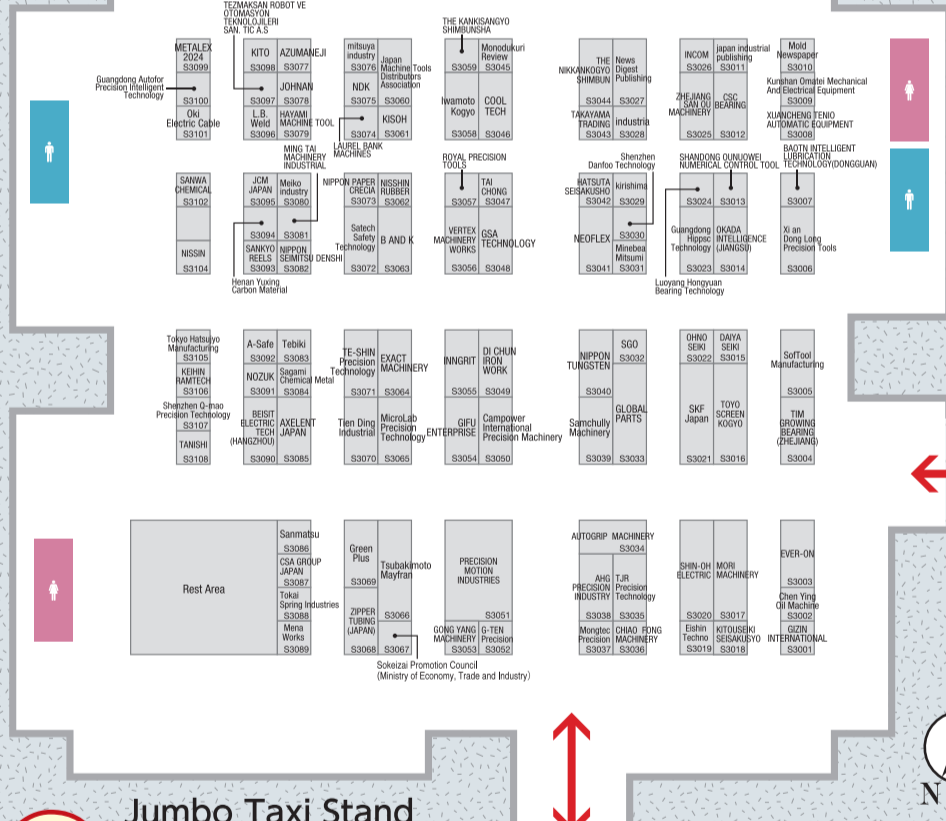 TEZMAKSAN ROBOT VE
OTOMASYON
TEKNOLOJILERI
SAN. TIC A.S
THE KANKISANGYO
SHIMBUNSHA
METALEX
2024
S3099
Guangdong Autofor
Precision Intelligent
Technology
S3100
Oki
Electric Cable
S3101
KITO
S3098
AZUMANEJI
S3077
S3097
JOHNAN
S3078
L.B.
Weld
S3096
HAYAMI
MACHINE TOOL
S3079
mitsuya
industry
S3076
Japan
Machine Tools
Distributors
Association
S3060
NDK
S3075
S3074
KISOH
S3061
LAUREL BANK
MACHINES
S3059
Monodukuri
Review
S3045
Iwamoto
Kogyo
S3058
COOL
TECH
S3046
THE
NIKKANKOGYO
SHIMBUN
S3044
News
Digest
Publishing
S3027
TAKAYAMA
TRADING
S3043
industria
S3028
INCOM
S3026
japan industrial
publishing
S3011
ZHEJIANG
SAN OU
MACHINERY
S3025
CSC
BEARING
S3012
Mold
Newspaper
S3010
Kunshan Omatei Mechanical
And Electrical Equipment
S3009
XUANCHENG TENIO
AUTOMATIC EQUIPMENT
S3008
MING TAI
MACHINERY
INDUSTRIAL
ROYAL PRECISION
TOOLS
Shenzhen
Danfoo Technology
SHANDONG OUNUOWEI
NUMERICAL CONTROL TOOL
BAOTN INTELLIGENT
LUBRICATION
TECHNOLOGY(DONGGUAN)
SANWA
CHEMICAL
S3102
NISSIN
S3104
JCM
JAPAN
S3095
Meiko
industry
S3080
S3094
S3081
SANKYO
REELS
S3093
NIPPON
SEIMITSU DENSHI
S3082
Henan Yuxing
Carbon Material
NIPPON PAPER
CRECIA
S3073
NISSHIN
RUBBER
S3062
Satech
Safety
Technology
S3072
B AND K
S3063
S3057
TAI
CHONG
S3047
VERTEX
MACHINERY
WORKS
S3056
GSA
TECHNOLOGY
S3048
HATSUTA
SEISAKUSHO
S3042
kirishima
S3029
NEOFLEX
S3041
S3030
Minebea
Mitsumi
S3031
S3024
S3013
Guangdong
Hippsc
Technology
S3023
OKADA
INTELLIGENCE
(JIANGSU)
S3014
Luoyang Hongyuan
Bearing Technology
S3007
Xi an
Dong Long
Precision Tools
S3006
Tokyo Hatsujyo
Manufacturing
S3105
KEIHIN
RAMTECH
S3106
Shenzhen Q-mao
Precision Technology
S3107
TANISHI
S3108
A-Safe
S3092
Tebiki
S3083
NOZUK
S3091
Sagami
Chemical Metal
S3084
BEISIT
ELECTRIC
TECH
(HANGZHOU)
S3090
AXELENT
JAPAN
S3085
TE-SHIN
Precision
Technology
S3071
EXACT
MACHINERY
S3064
Tien Ding
Industrial
S3070
MicroLab
Precision
Technology
S3065
INNGRIT
S3055
DI CHUN
IRON
WORK
S3049
GIFU
ENTERPRISE
S3054
Campower
International
Precision Machinery
S3050
NIPPON
TUNGSTEN
S3040
SGO
S3032
Samchully
Machinery
S3039
GLOBAL
PARTS
S3033
OHNO
SEIKI
S3022
DAIYA
SEIKI
S3015
SKF
Japan
S3021
TOYO
SCREEN
KOGYO
S3016
SofTool
Manufacturing
S3005
TIM
GROWING
BEARING
(ZHEJIANG)
S3004
Rest Area
Sanmatsu
S3086
CSA GROUP
JAPAN
S3087
Tokai
Spring Industries
S3088
Mena
Works
S3089
Green
Plus
S3069
Tsubakimoto
Mayfran
S3066
ZIPPER
TUBING
(JAPAN)
S3068
S3067
Sokeizai Promotion Council
(Ministry of Economy, Trade and Industry)
PRECISION
MOTION
INDUSTRIES
S3051
GONG YANG
MACHINERY
S3053
G-TEN
Precision
S3052
AUTOGRIP MACHINERY
S3034
AHG
PRECISION
INDUSTRY
S3038
TJR
Precision
Technology
S3035
Mongtec
Precision
S3037
CHIAO FONG
MACHINERY
S3036
SHIN-OH
ELECTRIC
S3020
MORI
MACHINERY
S3017
Eishin
Techno
S3019
KITOUSEIKI
SEISAKUSYO
S3018
EVER-ON
S3003
Chen Ying
Oil Machine
S3002
GIZIN
INTERNATIONAL
S3001
N
Jumbo Taxi Stand